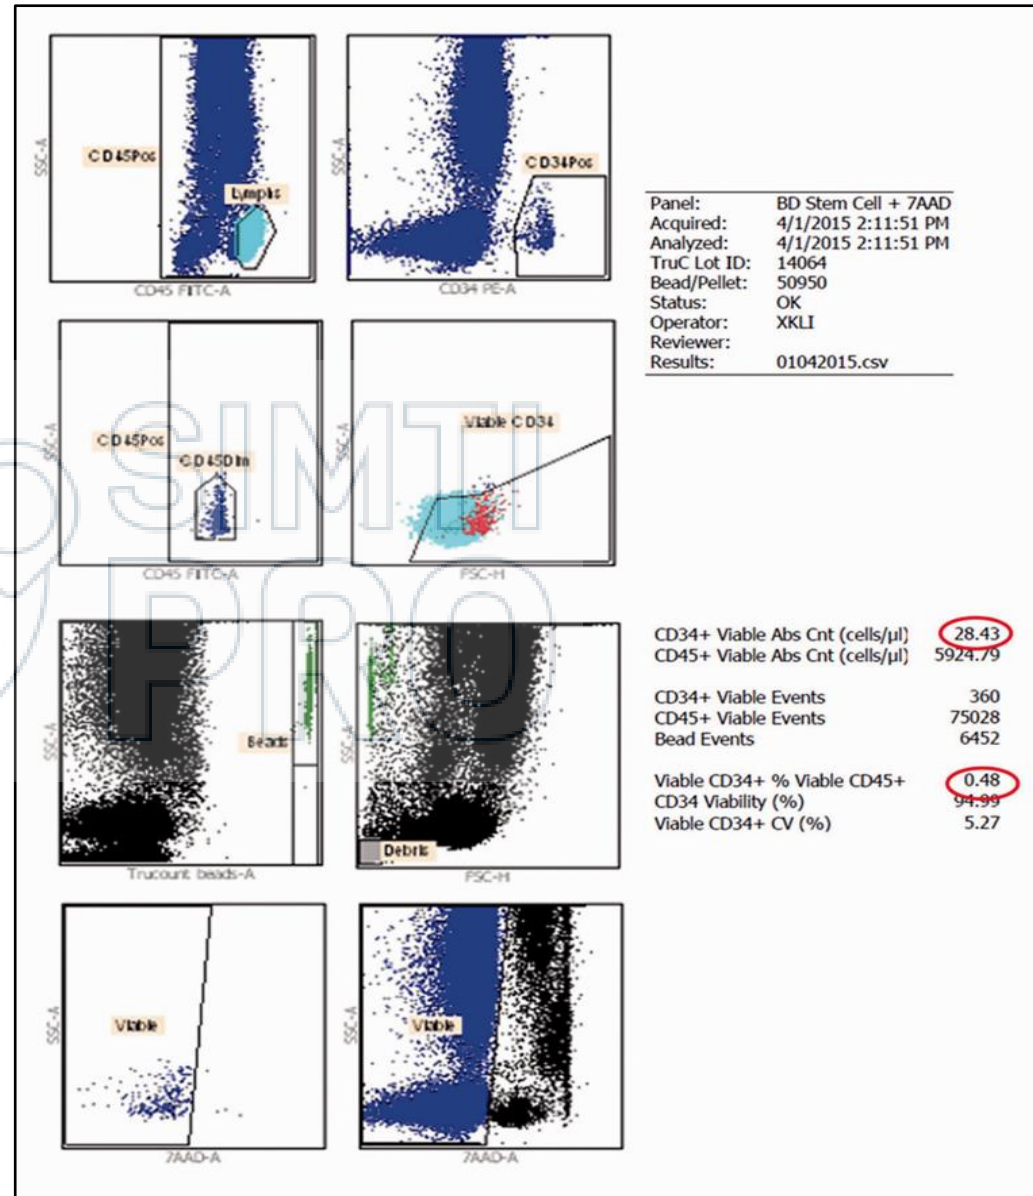 SSC-A
CD45Pos
Lymphs
CD45 FITC-A
SSC-A
CD34Pos
CD34 PE-A
Panel: BD Stem Cell + 7AAD
Acquired: 4/1/2015 2:11:51 PM
Analyzed: 4/1/2015 2:11:51 PM
TruC Lot ID: 14064
Bead/Pellet: 50950
Status: OK
Operator: XKLI
Reviewer:
Results: 01042015.csv
SSC-A
CD45Pos
CD45Dim
CD45 FITC-A
SSC-A
Viable CD34
FSC-H
SIMTI
PRO
SSC-A
Beads
Trucount beads-A
SSC-A
Debris
FSC-H
CD34+ Viable Abs Cnt (cells/µl) 28.43
CD45+ Viable Abs Cnt (cells/µl) 5924.79
CD34+ Viable Events 360
CD45+ Viable Events 75028
Bead Events 6452
Viable CD34+ % Viable CD45+ 0.48
CD34 Viability (%) 94.99
Viable CD34+ CV (%) 5.27
SSC-A
Viable
7AAD-A
SSC-A
Viable
7AAD-A